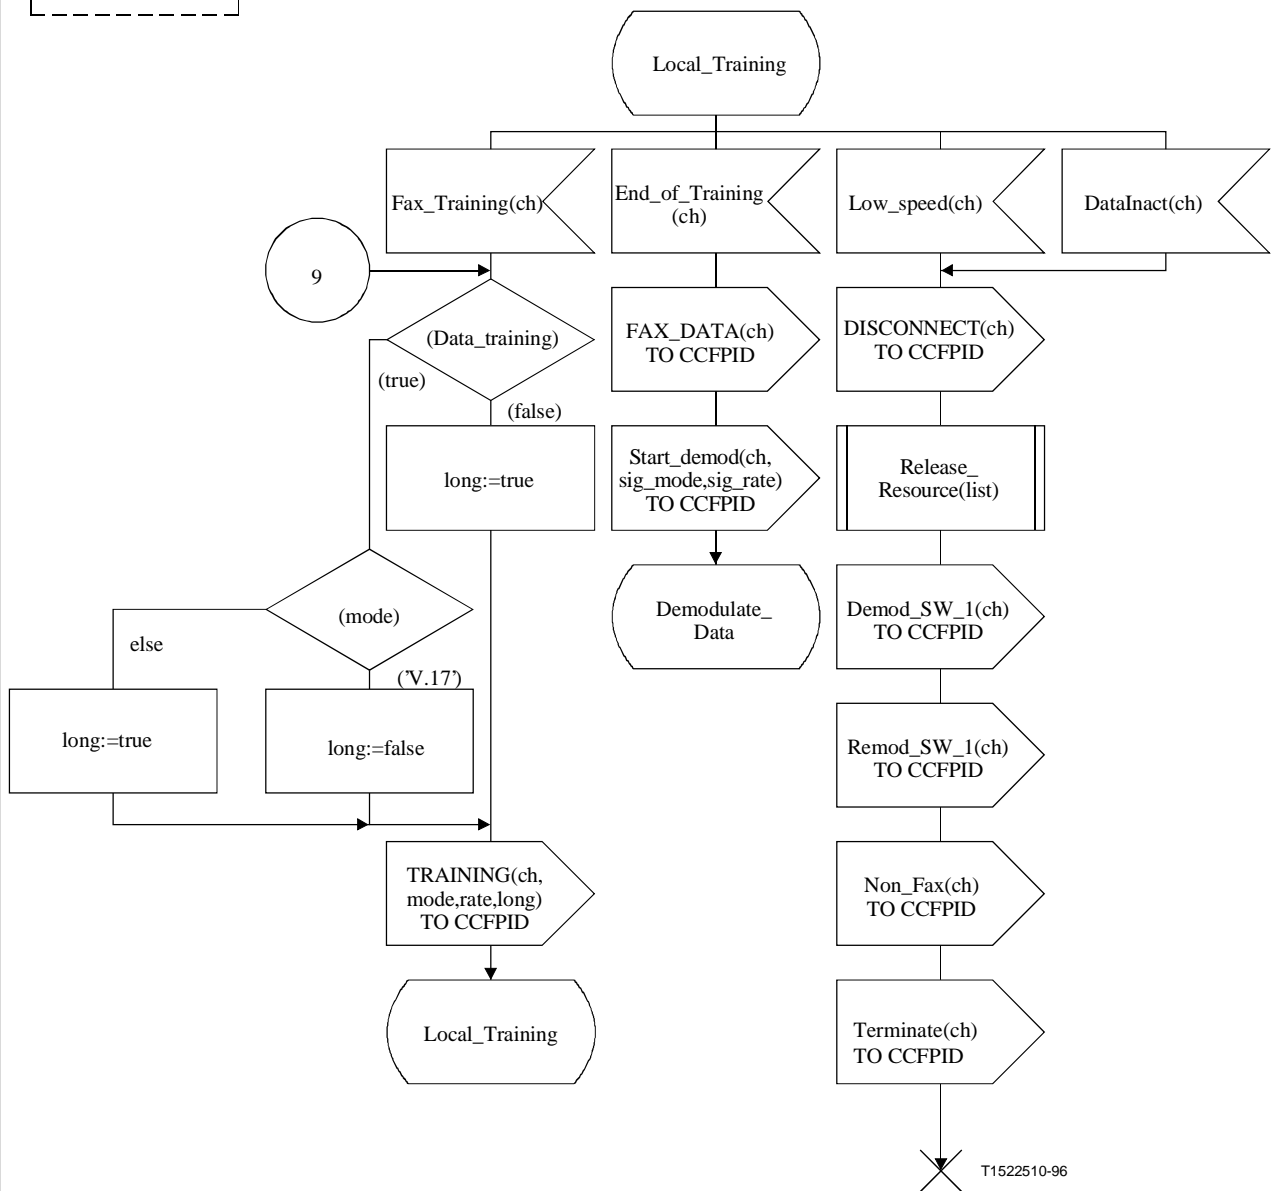 Local_Training
Fax_Training(ch)
End_of_Training
(ch)
Low_speed(ch)
DataInact(ch)
9
(Data_training)
(true)
(false)
long:=true
FAX_DATA(ch)
TO CCFPID
DISCONNECT(ch)
TO CCFPID
Start_demod(ch,
sig_mode,sig_rate)
TO CCFPID
Release_
Resource(list)
(mode)
else
('V.17')
long:=true
long:=false
Demodulate_
Data
Demod_SW_1(ch)
TO CCFPID
Remod_SW_1(ch)
TO CCFPID
TRAINING(ch,
mode,rate,long)
TO CCFPID
Non_Fax(ch)
TO CCFPID
Local_Training
Terminate(ch)
TO CCFPID
T1522510-96